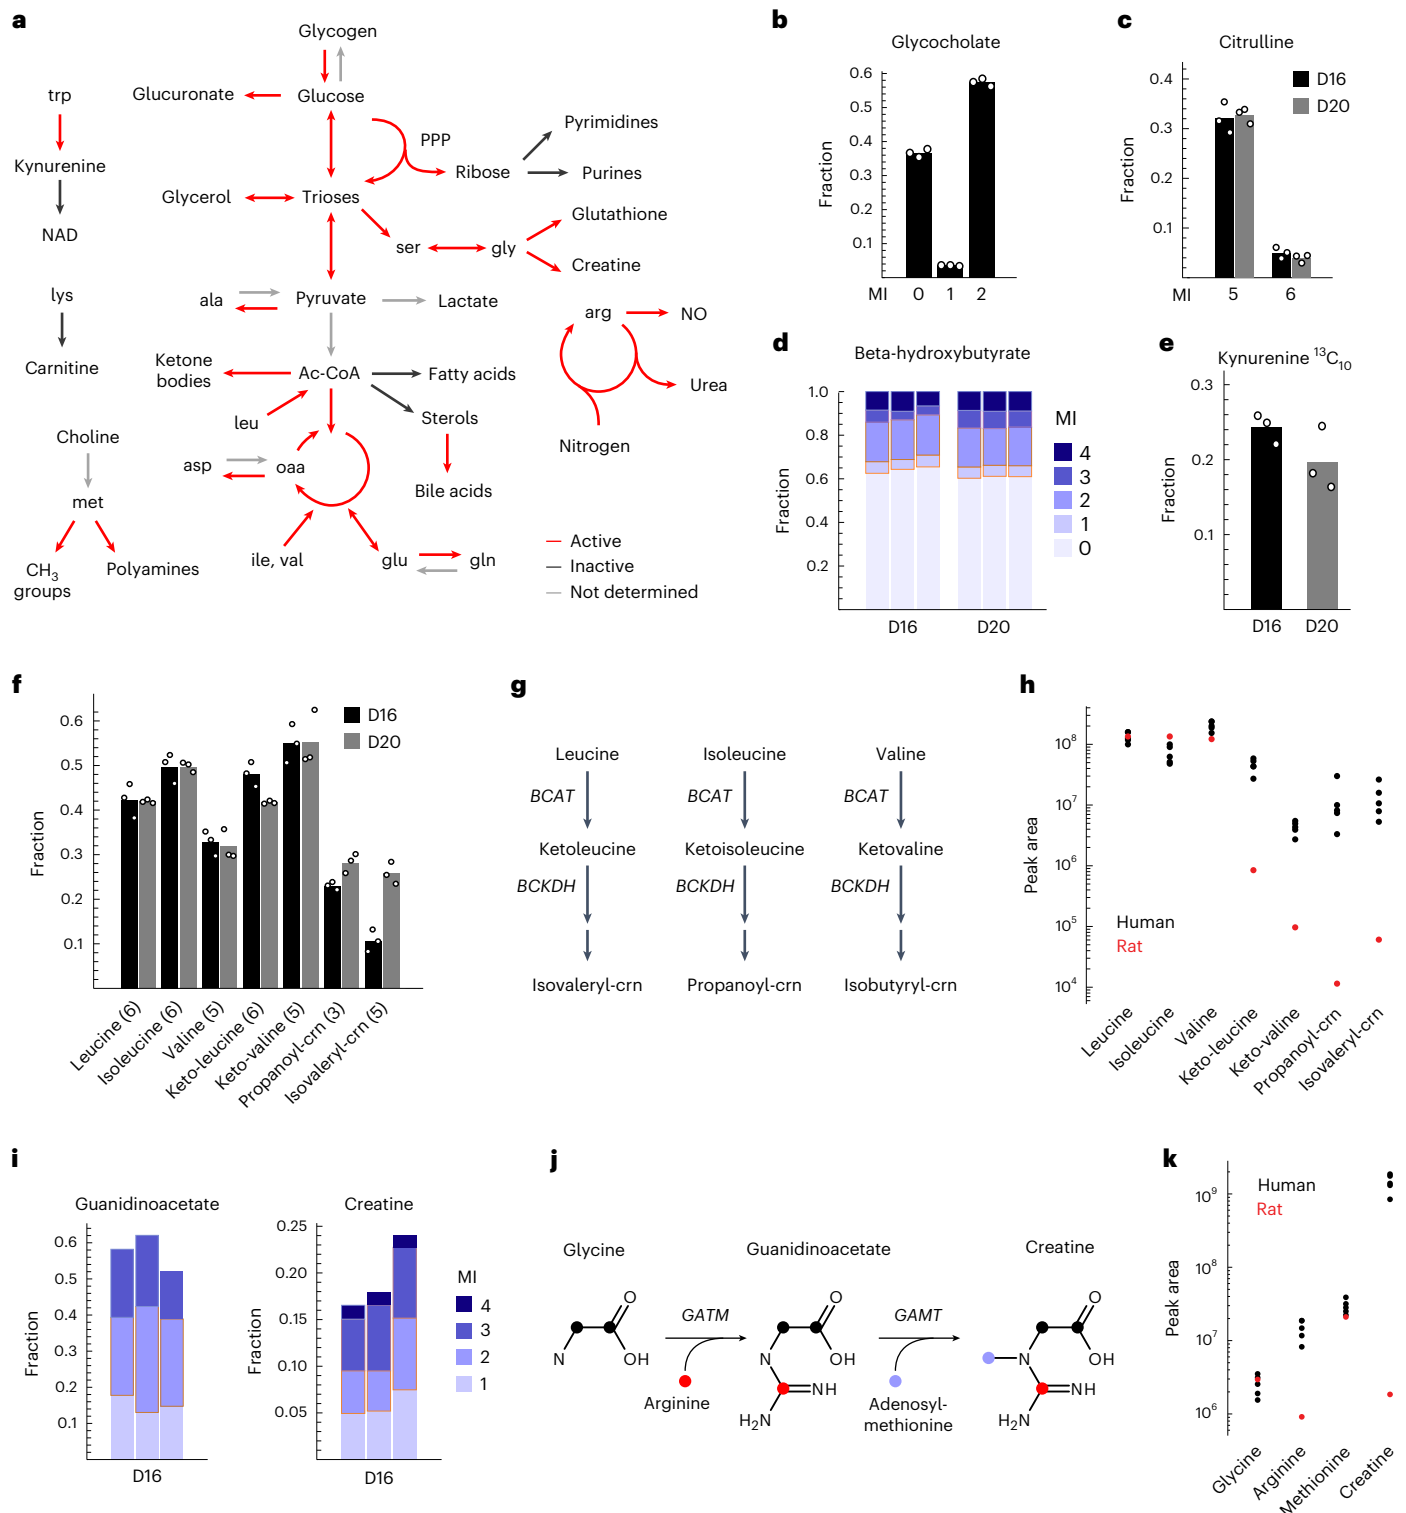 a
Glycogen
Glucuronate
Glucose
trp
Kynurenine
NAD
PPP
Ribose
Pyrimidines
Purines
Glycerol
Trioses
ser
gly
Glutathione
Creatine
lys
Carnitine
ala
Pyruvate
Lactate
arg
NO
Urea
Nitrogen
Ketone
bodies
Ac-CoA
Fatty acids
leu
Sterols
Bile acids
Choline
met
CH3
groups
Polyamines
asp
oaa
ile, val
glu
gln
Active
Inactive
Not determined
b
Glycocholate
Fraction
0.6
0.5
0.4
0.3
0.2
0.1
MI 0 1 2
c
Citrulline
Fraction
0.4
0.3
0.2
0.1
D16
D20
MI 5 6
d
Beta-hydroxybutyrate
Fraction
1.0
0.8
0.6
0.4
0.2
D16 D20
MI
4
3
2
1
0
e
Kynurenine 13C10
Fraction
0.3
0.2
0.1
D16 D20
f
Fraction
0.6
0.5
0.4
0.3
0.2
0.1
D16
D20
Leucine (6)
Isoleucine (6)
Valine (5)
Keto-leucine (6)
Keto-valine (5)
Propanoyl-crn (3)
Isovaleryl-crn (5)
g
Leucine Isoleucine Valine
BCAT BCAT BCAT
Ketoleucine Ketoisoleucine Ketovaline
BCKDH BCKDH BCKDH
Isovaleryl-crn Propanoyl-crn Isobutyryl-crn
h
Peak area
10^8
10^7
10^6
10^5
10^4
Human
Rat
Leucine
Isoleucine
Valine
Keto-leucine
Keto-valine
Propanoyl-crn
Isovaleryl-crn
i
Guanidinoacetate
Fraction
0.6
0.5
0.4
0.3
0.2
0.1
D16
Creatine
Fraction
0.25
0.20
0.15
0.10
0.05
D16
MI
4
3
2
1
j
Glycine
Guanidinoacetate
Creatine
N
O
OH
GATM
Arginine
N
O
OH
NH
H2N
GAMT
Adenosyl-
methionine
N
O
OH
NH
H2N
k
Peak area
10^9
10^8
10^7
10^6
Human
Rat
Glycine
Arginine
Methionine
Creatine